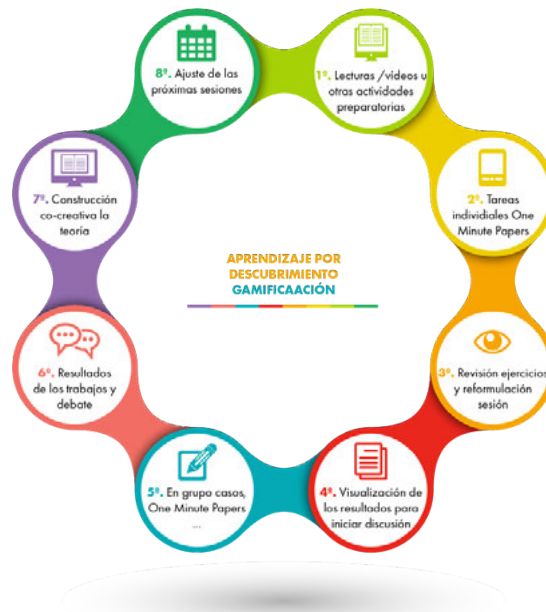 1º. Lecturas /videos u
otras actividades
preparatorias
2º. Tareas
individiales One
Minute Papers
3º. Revisión ejercicios
y reformulación
sesión
4º. Visualización de
los resultados para
iniciar discusión
5º. En grupo casos,
One Minute Papers
...
6º. Resultados
de los trabajos y
debate
7º. Construcción
co-creativa la
teoría
8º. Ajuste de las
próximas sesiones
APRENDIZAJE POR
DESCUBRIMIENTO
GAMIFICAACIÓN